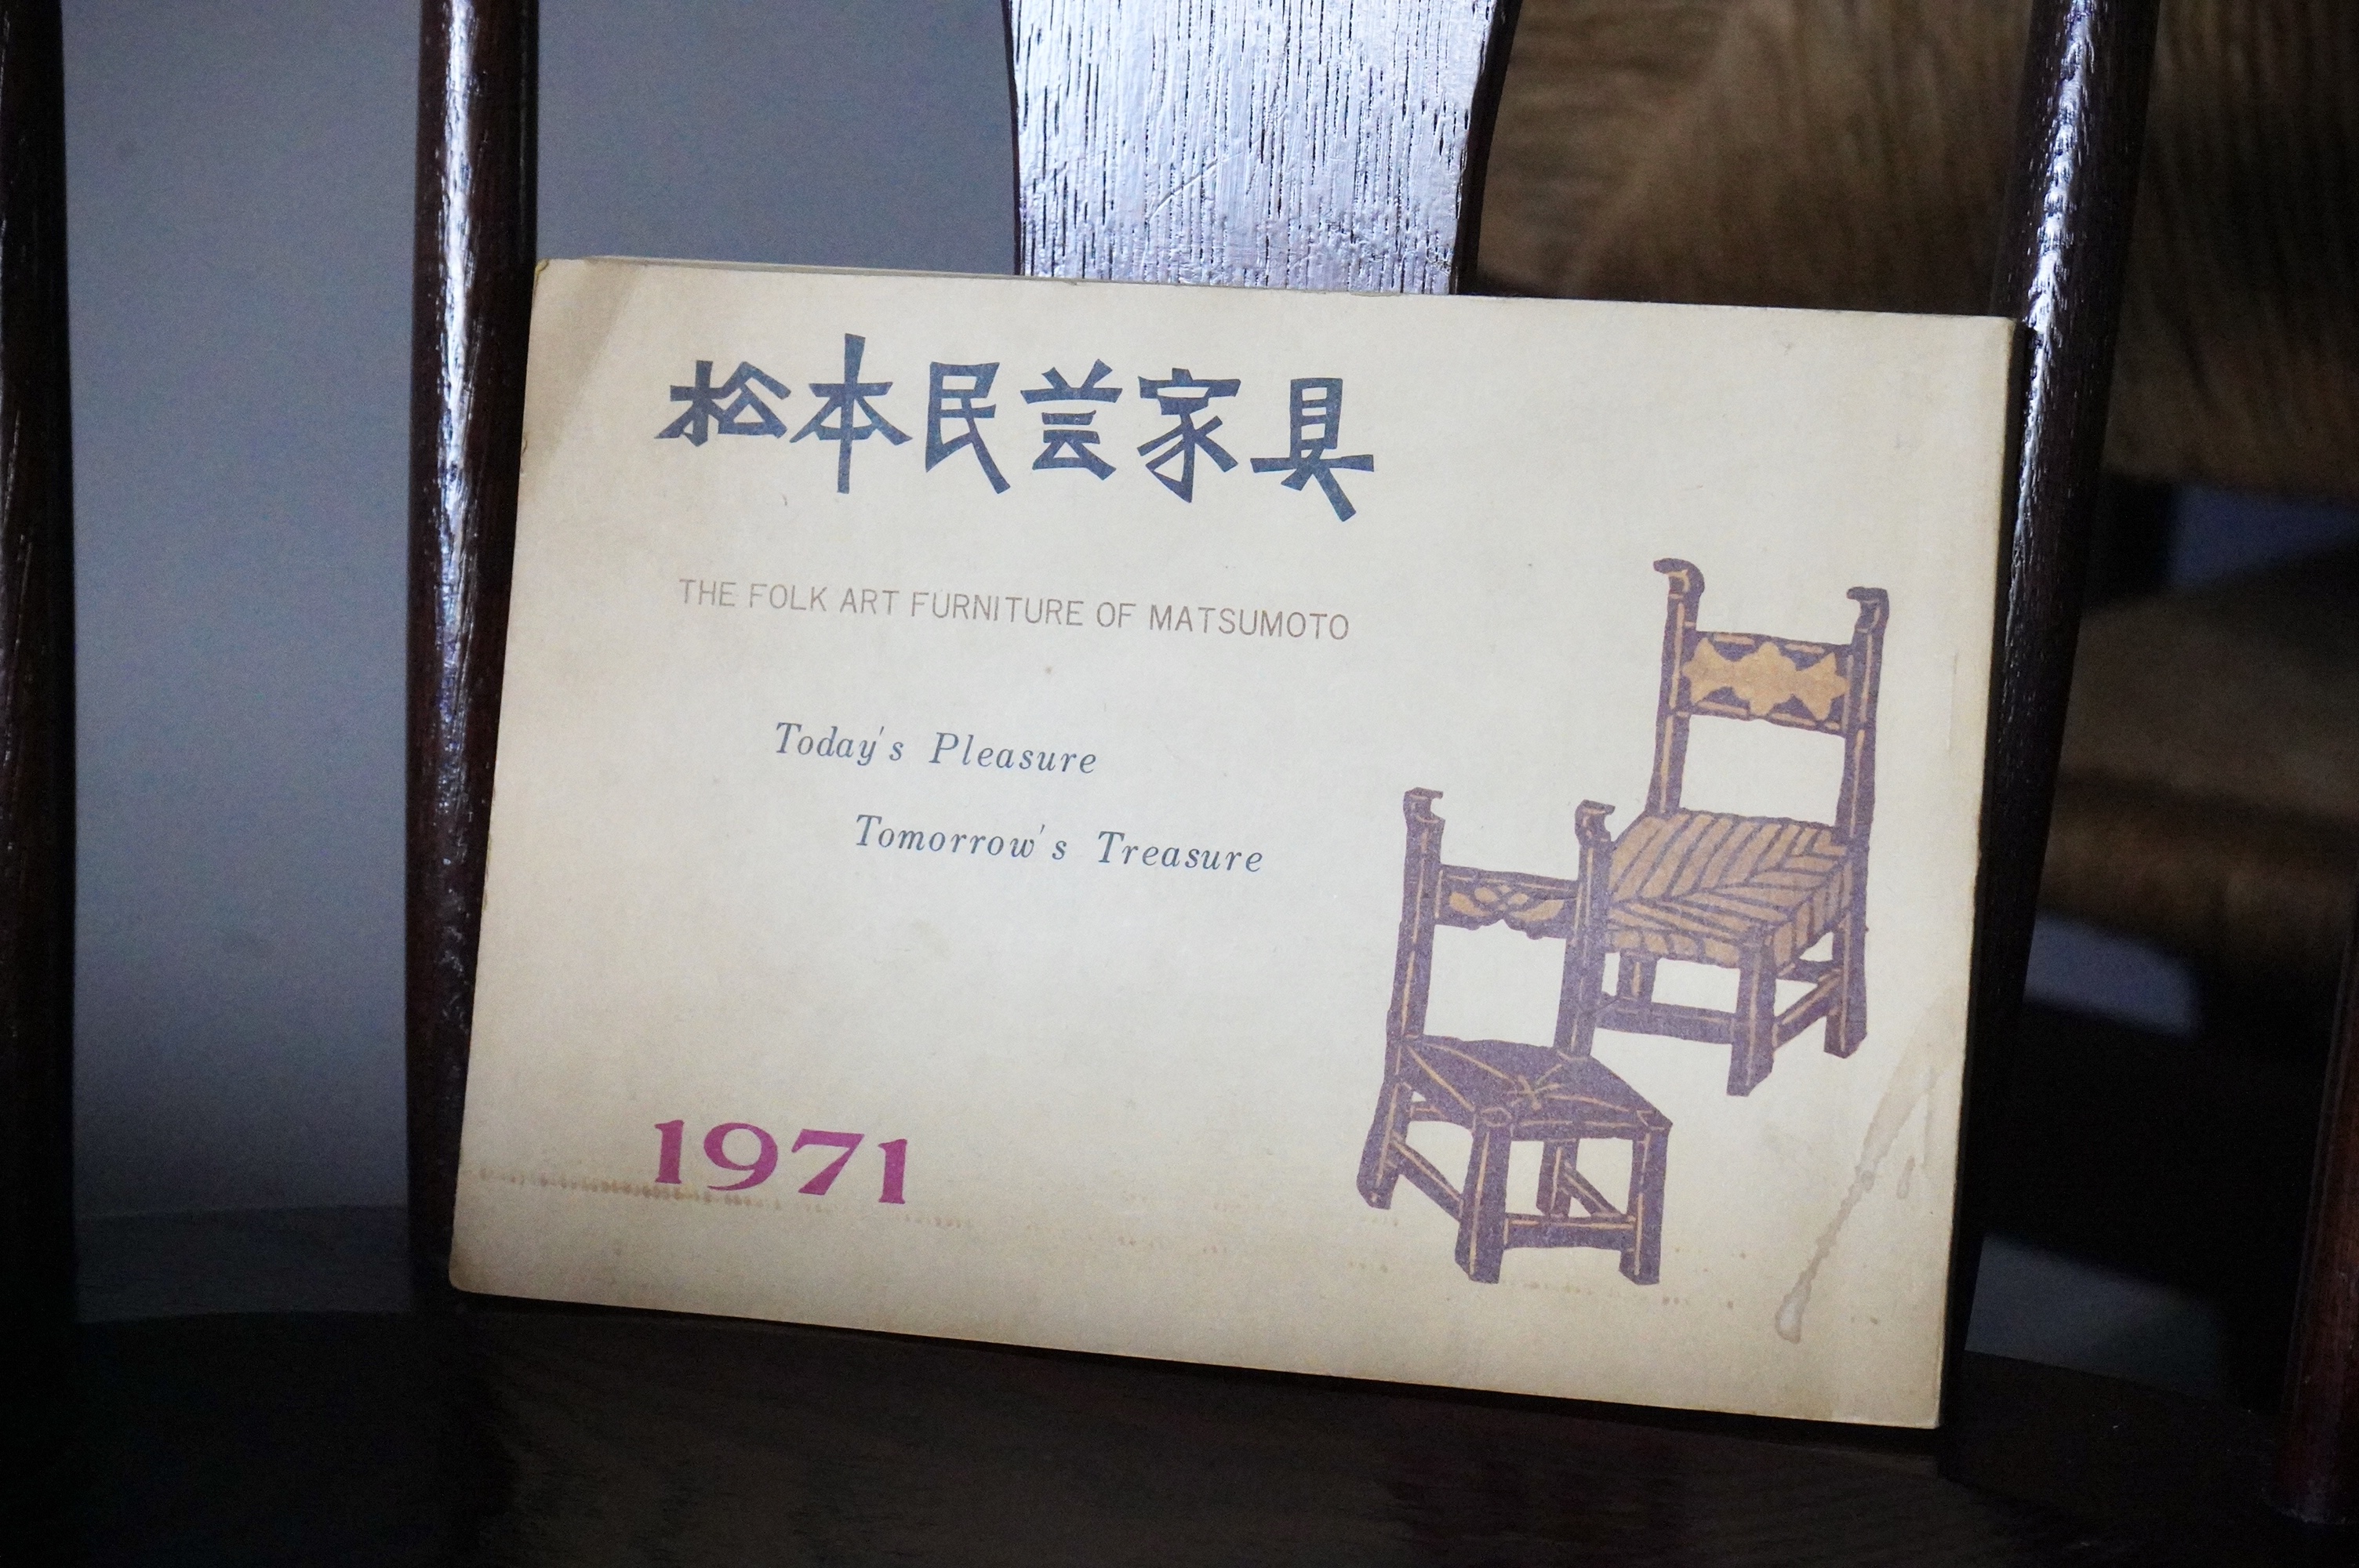 松本民芸家具
THE FOLK ART FURNITURE OF MATSUMOTO
Today's Pleasure
Tomorrow's Treasure
1971